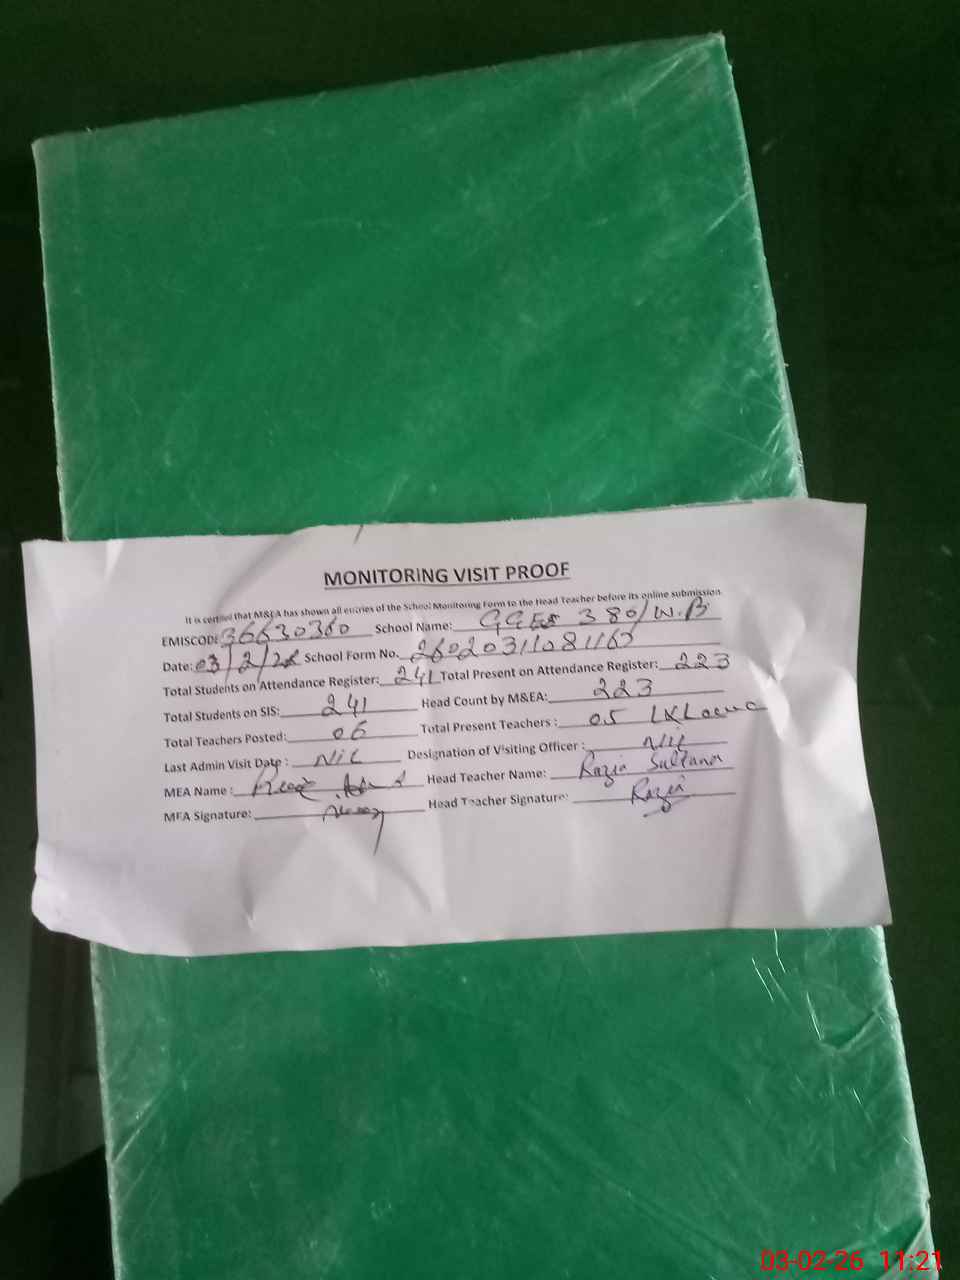 MONITORING VISIT PROOF
It is certified that M&EA has shown all entries of the School Monitoring Form to the Head Teacher before its online submission.
EMISCODE 36630360 School Name: GGES 380/W.B
Date: 03/2/26 School Form No. 260203110811
Total Students on Attendance Register: 241 Total Present on Attendance Register: 223
Total Students on SIS: 241 Head Count by M&EA: 223
Total Teachers Posted: 06 Total Present Teachers : 05
Last Admin Visit Date : Nil Designation of Visiting Officer : Nil
MEA Name : Head Teacher Name: Razia Sultana
MEA Signature: Head Teacher Signature: Razia
03-02-26 11:21